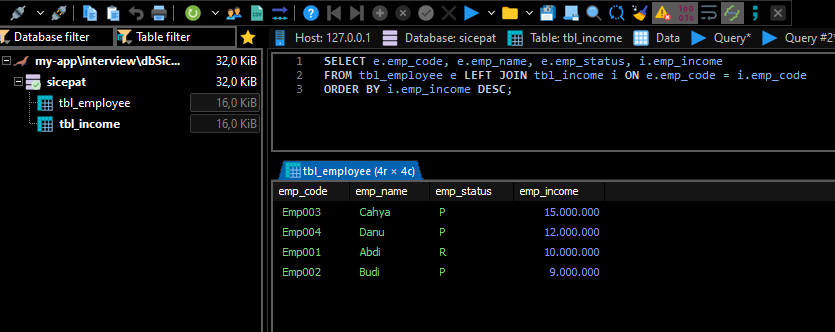 Database filter Table filter Host: 127.0.0.1 Database: sicepat Table: tbl_income Data Query* Query #2*
my-app\interview\dbSic... 32,0 KiB
sicepat 32,0 KiB
tbl_employee 16,0 KiB
tbl_income 16,0 KiB
1 SELECT e.emp_code, e.emp_name, e.emp_status, i.emp_income
2 FROM tbl_employee e LEFT JOIN tbl_income i ON e.emp_code = i.emp_code
3 ORDER BY i.emp_income DESC;
tbl_employee (4r × 4c)
emp_code emp_name emp_status emp_income
Emp003 Cahya P 15.000.000
Emp004 Danu P 12.000.000
Emp001 Abdi R 10.000.000
Emp002 Budi P 9.000.000